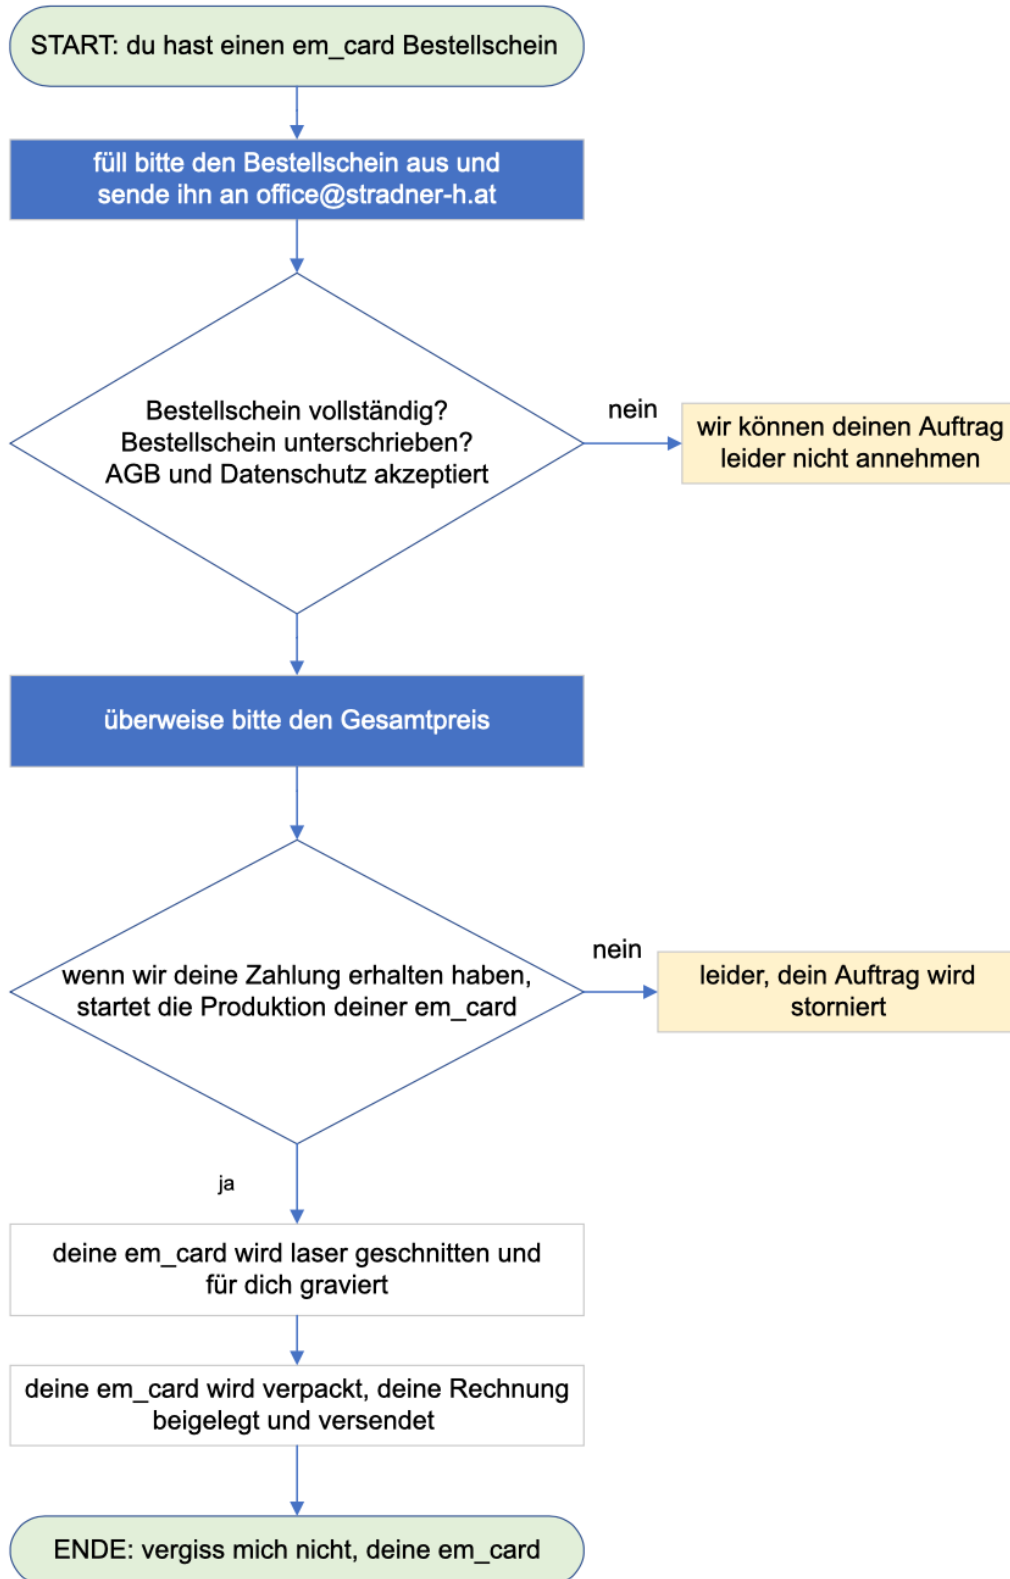 START: du hast einen em_card Bestellschein
füll bitte den Bestellschein aus und
sende ihn an office@stradner-h.at
Bestellschein vollständig?
Bestellschein unterschrieben?
AGB und Datenschutz akzeptiert
nein
wir können deinen Auftrag
leider nicht annehmen
überweise bitte den Gesamtpreis
wenn wir deine Zahlung erhalten haben,
startet die Produktion deiner em_card
nein
leider, dein Auftrag wird
storniert
ja
deine em_card wird laser geschnitten und
für dich graviert
deine em_card wird verpackt, deine Rechnung
beigelegt und versendet
ENDE: vergiss mich nicht, deine em_card